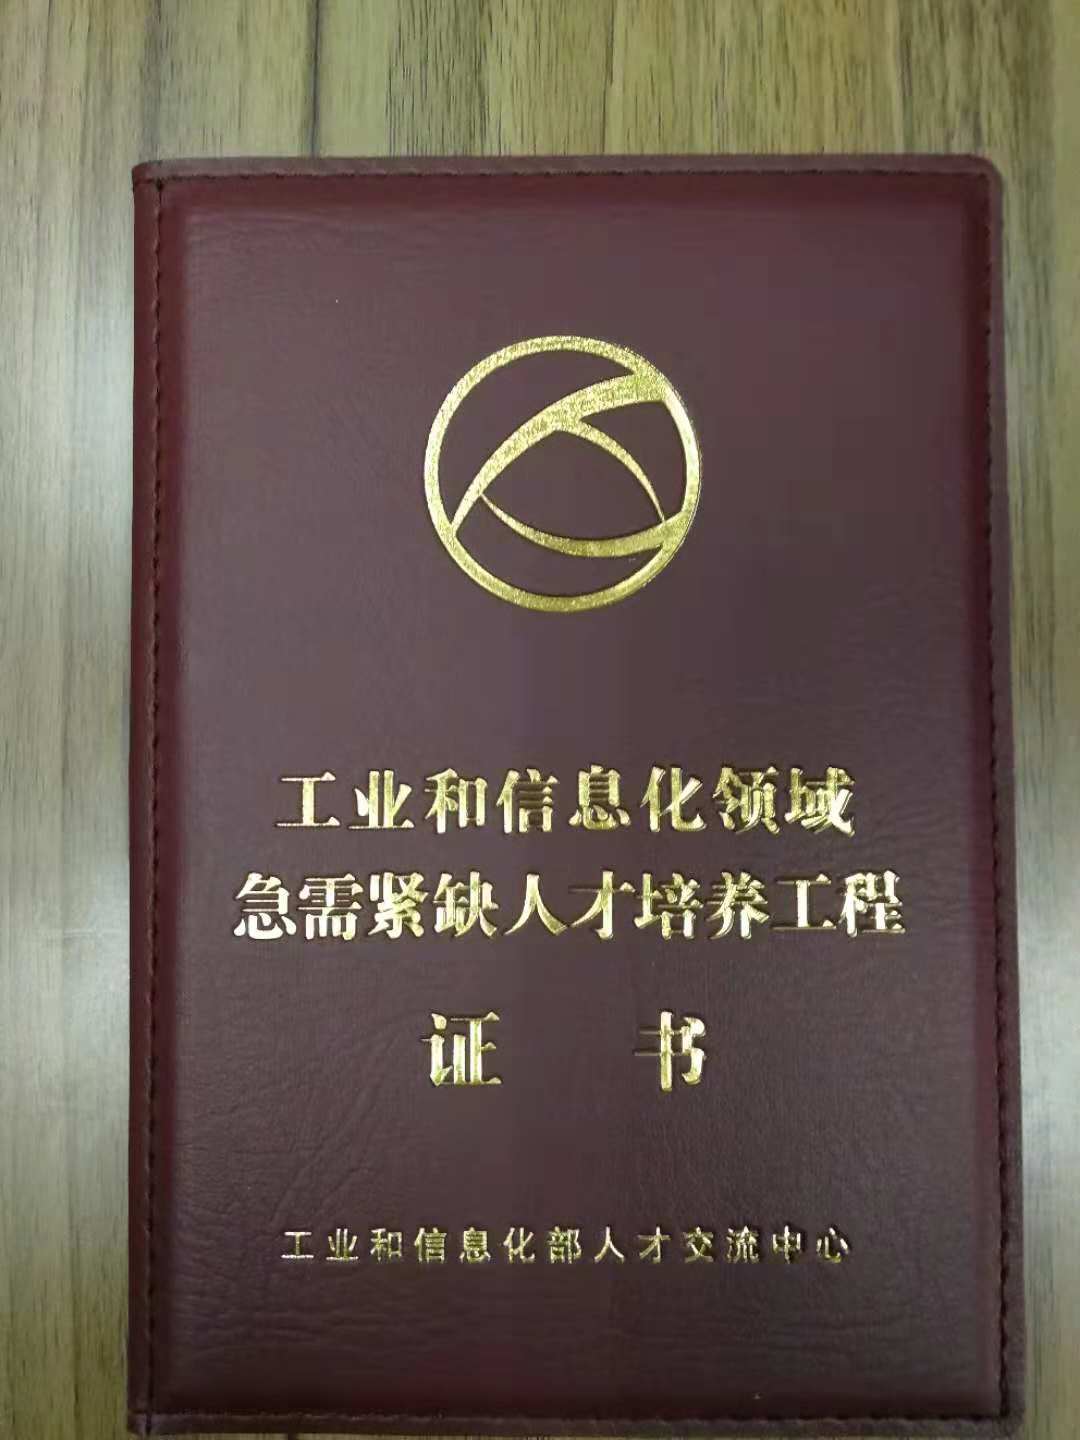 工业和信息化领域
急需紧缺人才培养工程
证书
工业和信息化部人才交流中心